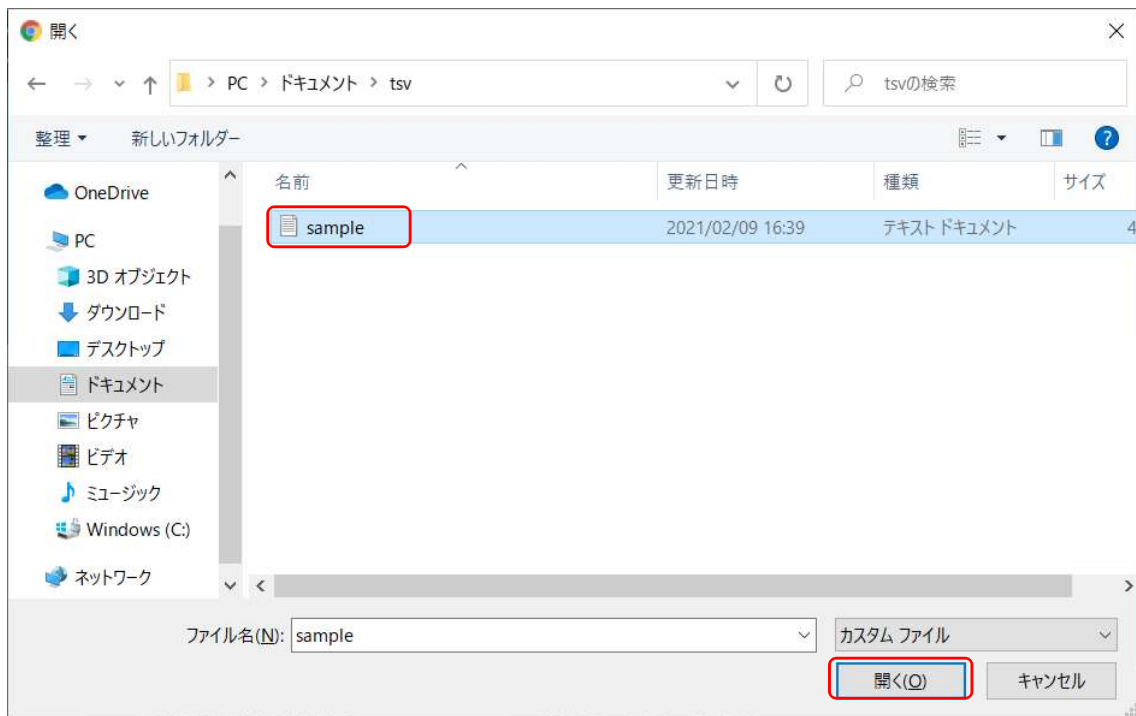 開く
PC > ドキュメント > tsv
tsvの検索
整理 新しいフォルダー
名前 更新日時 種類 サイズ
sample 2021/02/09 16:39 テキスト ドキュメント 4
OneDrive
PC
3D オブジェクト
ダウンロード
デスクトップ
ドキュメント
ピクチャ
ビデオ
ミュージック
Windows (C:)
ネットワーク
ファイル名(N): sample カスタム ファイル
開く(O) キャンセル